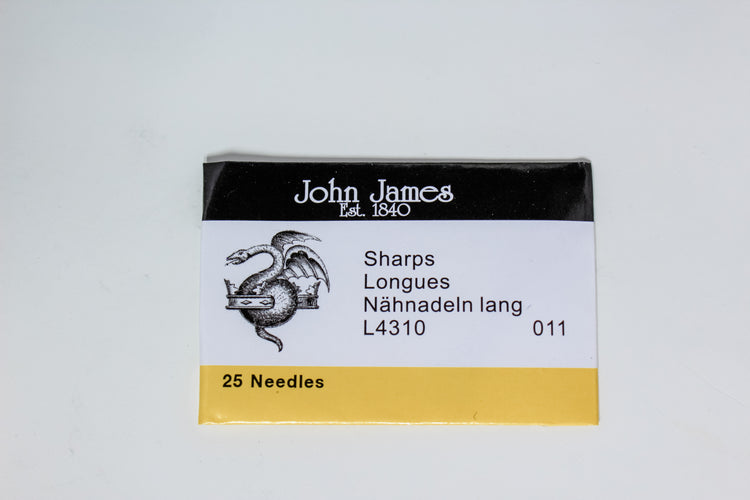 John James
Est. 1840
Sharps
Longues
Nähnadeln lang
L4310 011
25 Needles